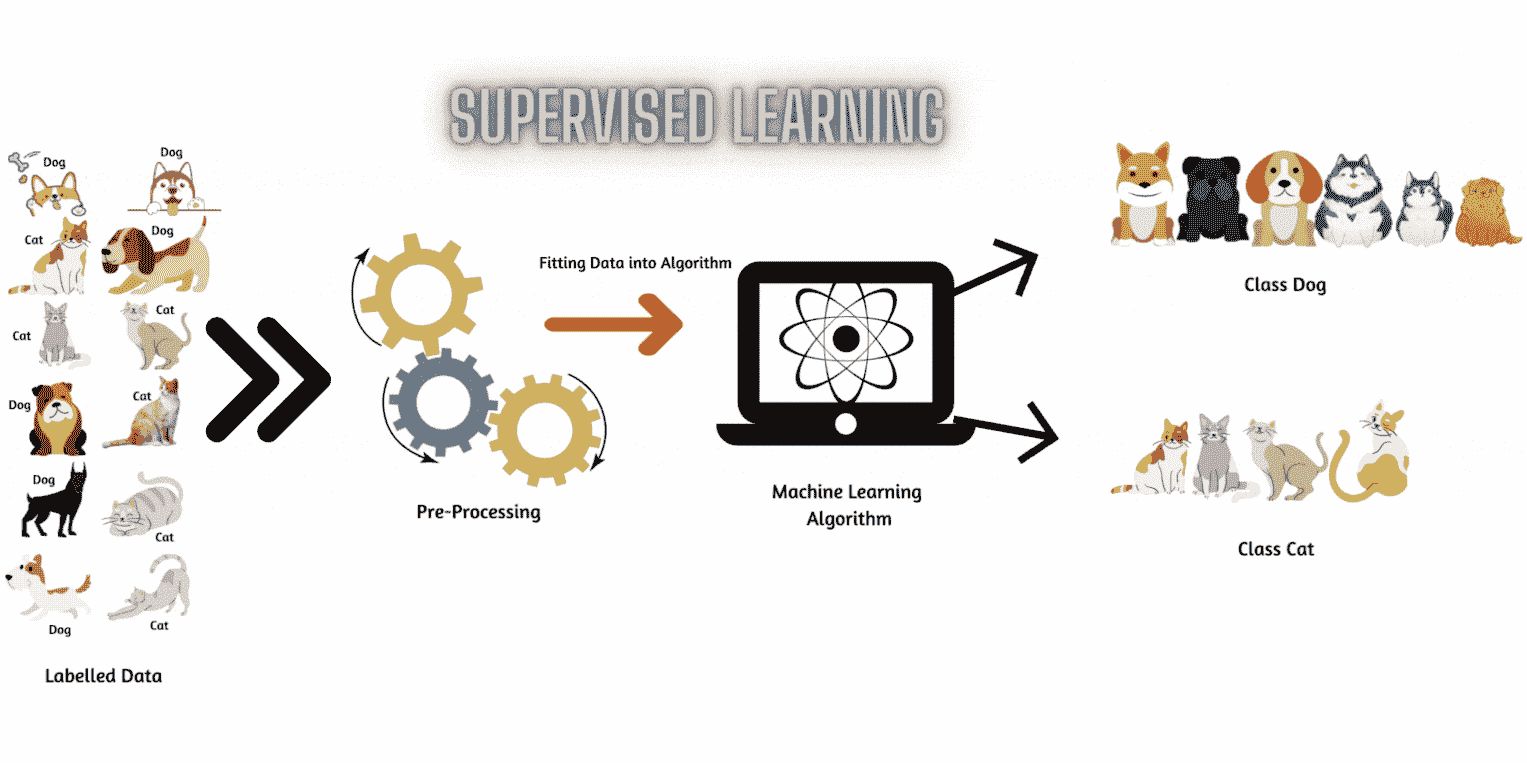 SUPERVISED LEARNING
Dog
Dog
Cat
Dog
Cat
Cat
Dog
Cat
Dog
Cat
Dog
Cat
Labelled Data
Pre-Processing
Fitting Data into Algorithm
Machine Learning
Algorithm
Class Dog
Class Cat